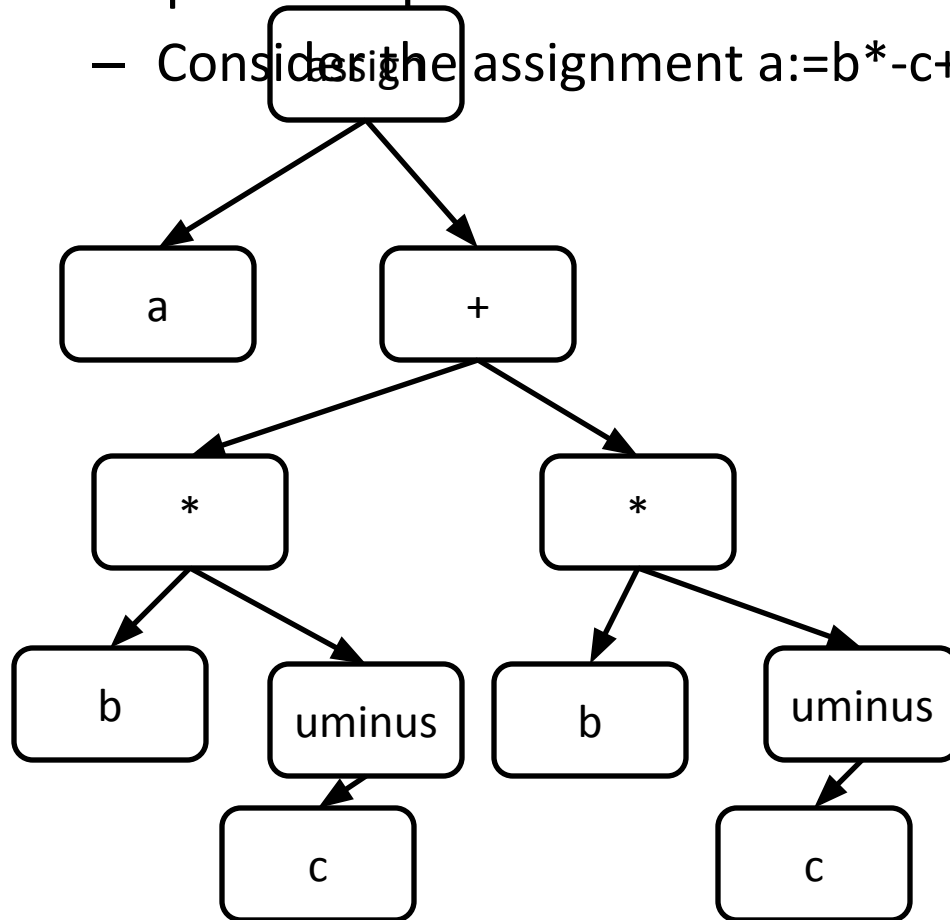 – Consider the assignment a:=b*-c+
assign
a +
* *
b uminus b uminus
c c